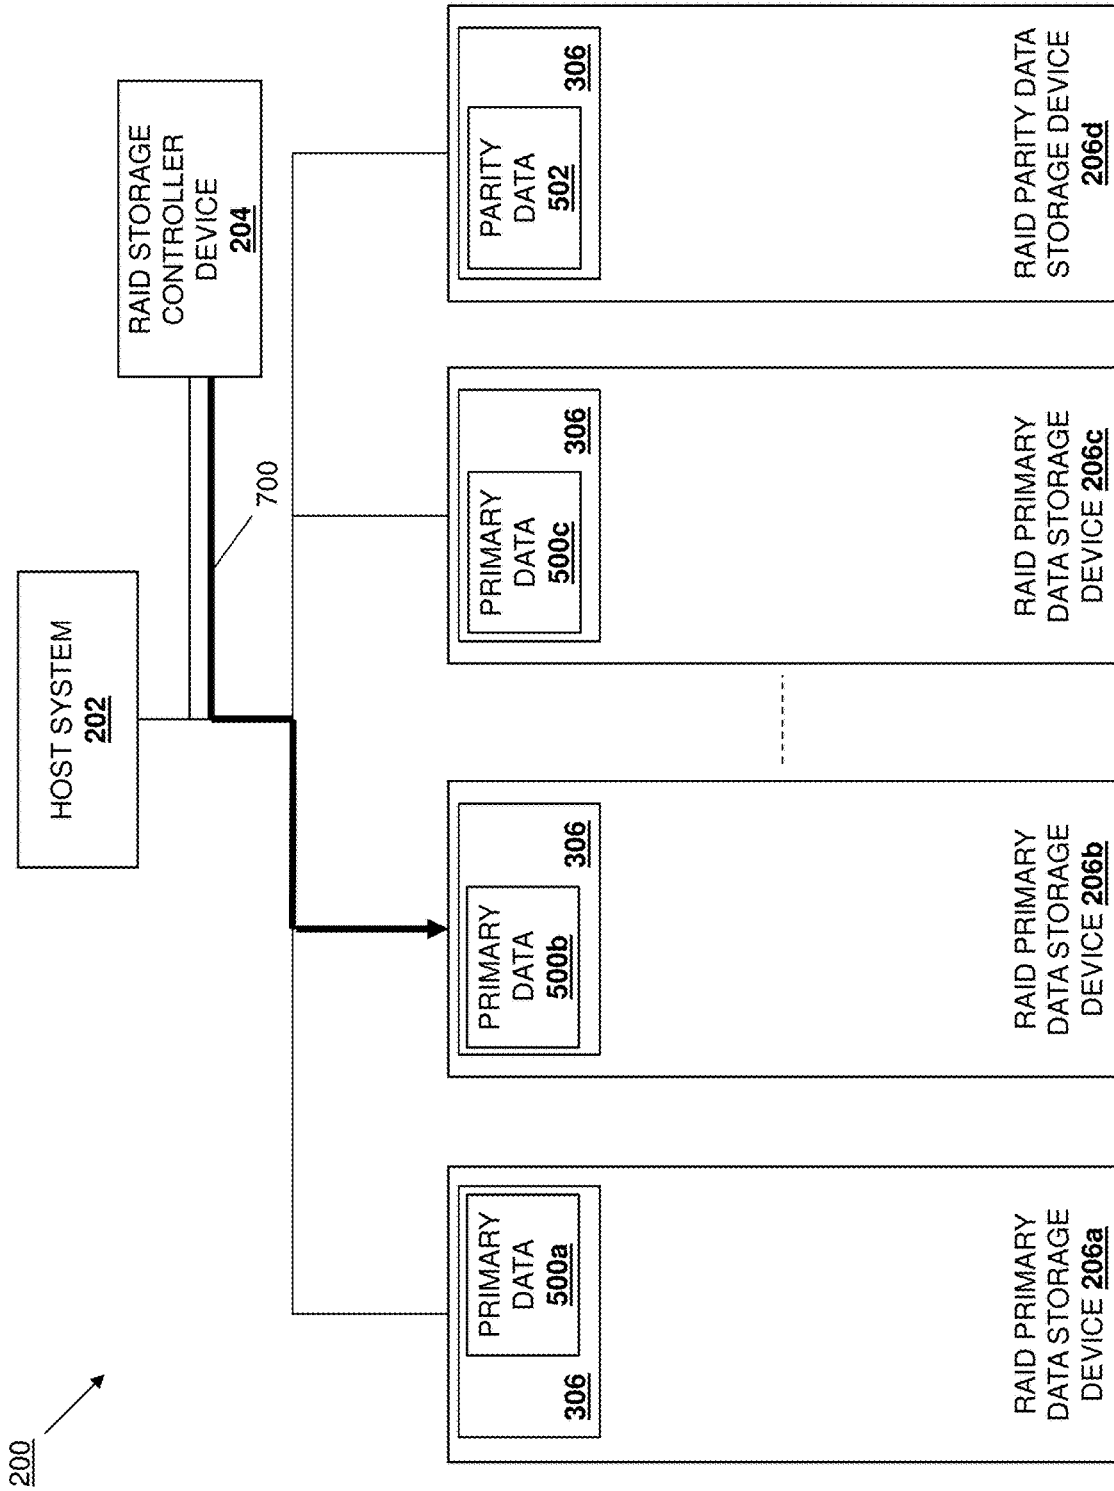 200
HOST SYSTEM
202
RAID STORAGE
CONTROLLER
DEVICE
204
700
306
PRIMARY
DATA
500a
RAID PRIMARY
DATA STORAGE
DEVICE 206a
PRIMARY
DATA
500b
306
RAID PRIMARY
DATA STORAGE
DEVICE 206b
PRIMARY
DATA
500c
306
RAID PRIMARY
DATA STORAGE
DEVICE 206c
PARITY
DATA
502
306
RAID PARITY DATA
STORAGE DEVICE
206d